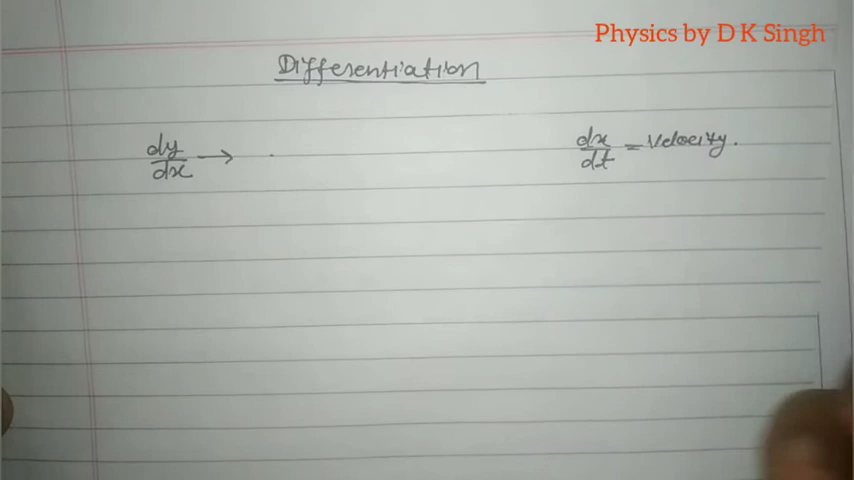 Physics by D K Singh
Differentiation
dy/dx →
dx/dt = Velocity.